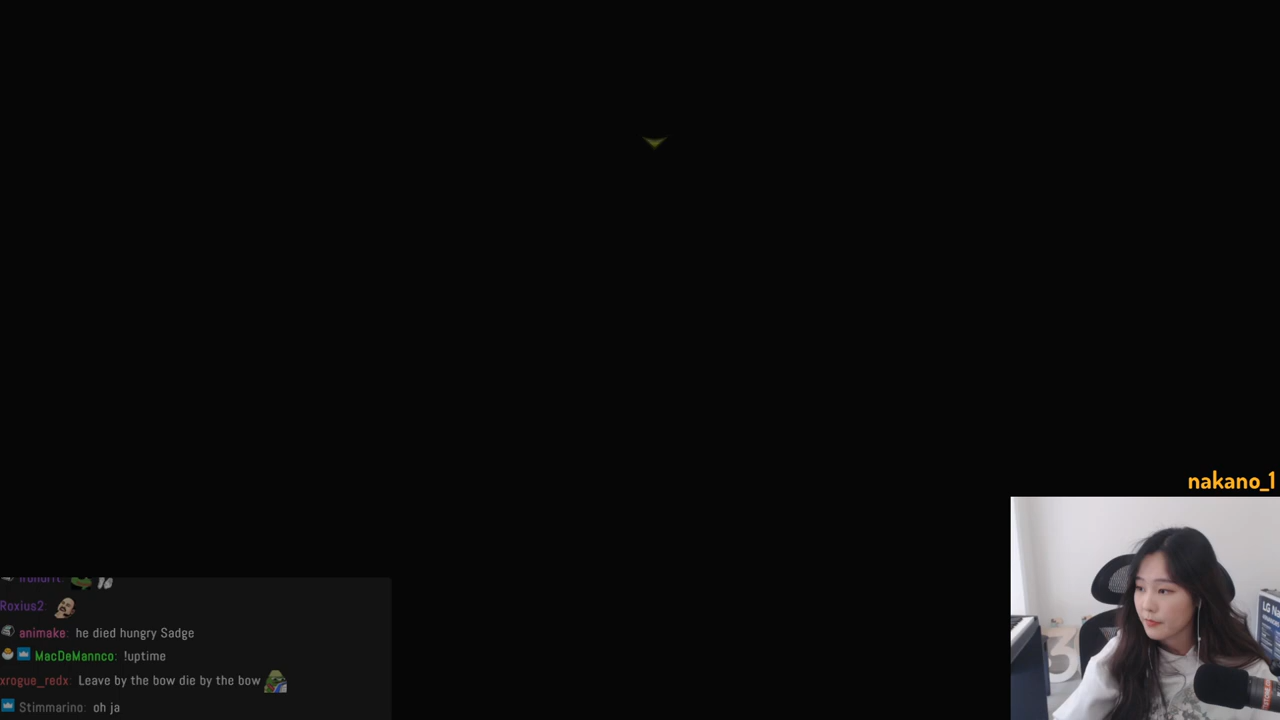 nakano_1
Roxius2:
animake: he died hungry Sadge
MacDeMannco: !uptime
xrogue_redx: Leave by the bow die by the bow
Stimmarino: oh ja